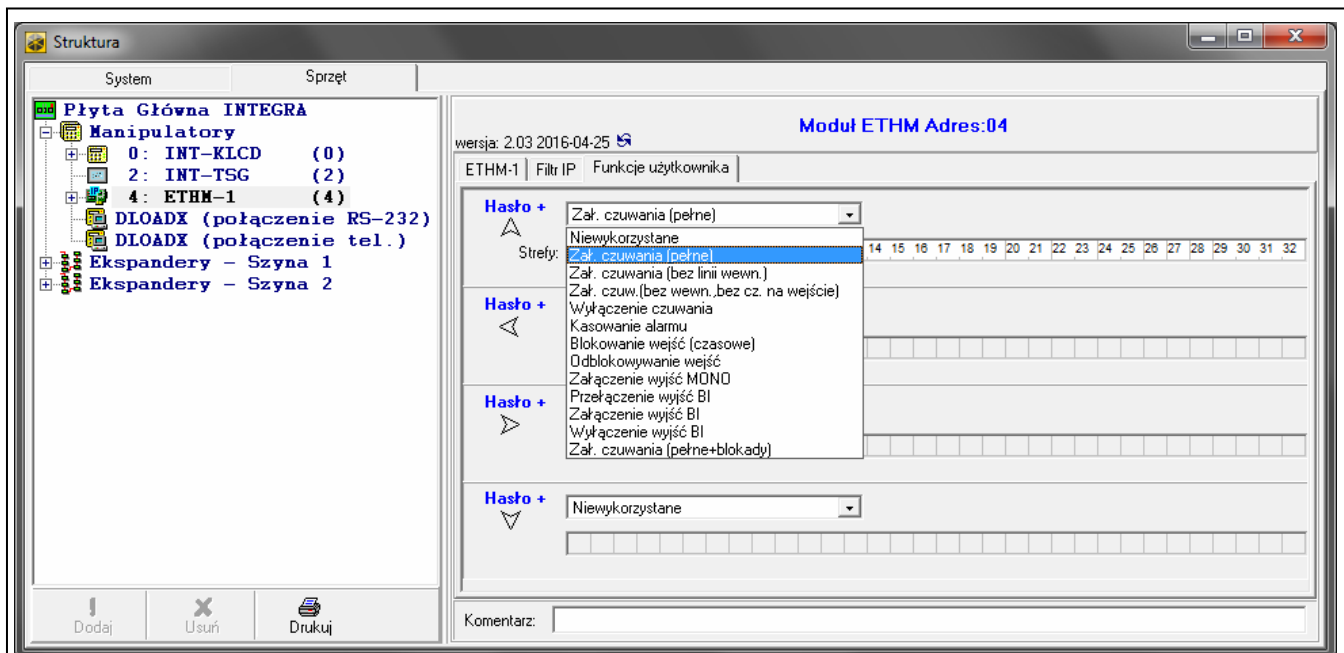 Struktura
System Sprzęt
Płyta Główna INTEGRA
Manipulatory
0: INT-KLCD (0)
2: INT-TSG (2)
4: ETHM-1 (4)
DLOADX (połączenie RS-232)
DLOADX (połączenie tel.)
Ekspandery - Szyna 1
Ekspandery - Szyna 2
Dodaj Usuń Drukuj
Moduł ETHM Adres:04
wersja: 2.03 2016-04-25
ETHM-1 Filtr IP Funkcje użytkownika
Hasło +
Zał. czuwania (pełne)
Strefy:
14 15 16 17 18 19 20 21 22 23 24 25 26 27 28 29 30 31 32
Niewykorzystane
Zał. czuwania (pełne)
Zał. czuwania (bez linii wewn.)
Zał. czuw.(bez wewn.,bez cz. na wejście)
Wyłączenie czuwania
Kasowanie alarmu
Blokowanie wejść (czasowe)
Odblokowywanie wejść
Załączenie wyjść MONO
Przełączenie wyjść BI
Załączenie wyjść BI
Wyłączenie wyjść BI
Zał. czuwania (pełne+blokady)
Hasło +
Hasło +
Hasło +
Niewykorzystane
Komentarz: